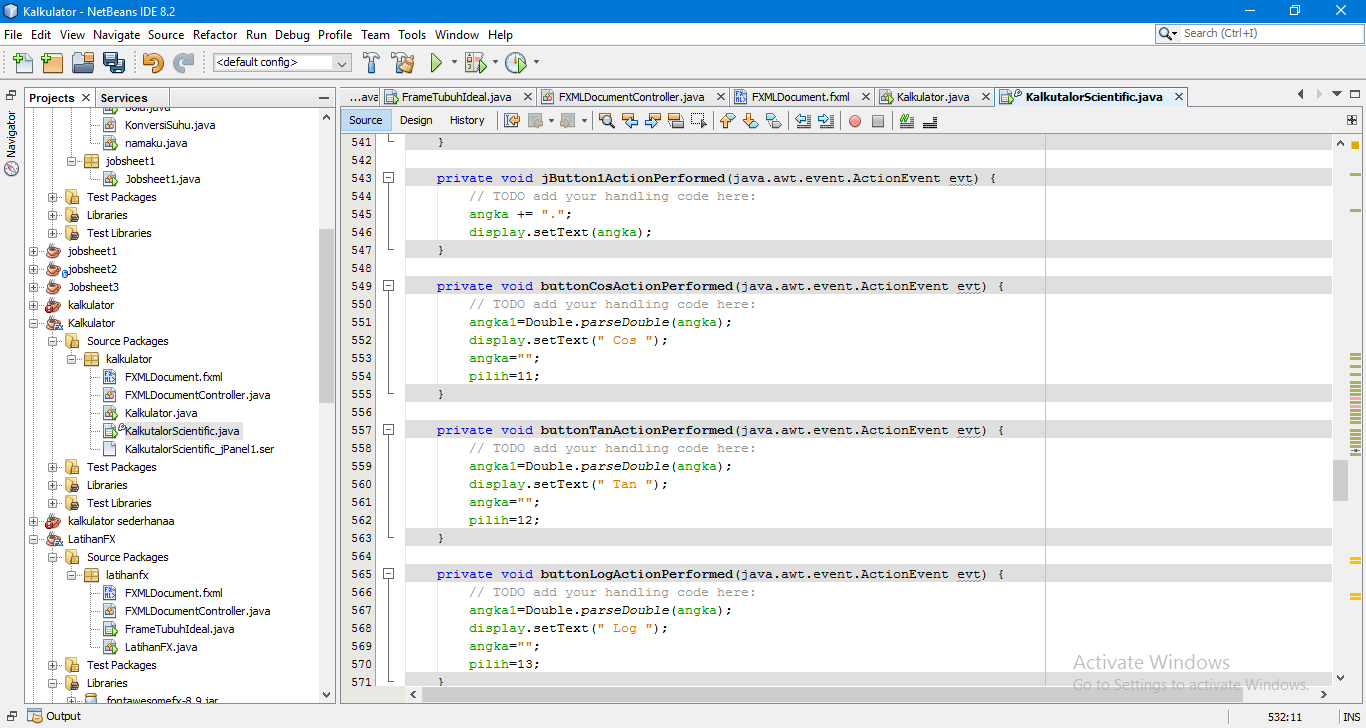 Kalkulator - NetBeans IDE 8.2
File Edit View Navigate Source Refactor Run Debug Profile Team Tools Window Help
Search (Ctrl+I)
<default config>
Projects Services
Navigator
KonversiSuhu.java
namaku.java
jobsheet1
Jobsheet1.java
Test Packages
Libraries
Test Libraries
jobsheet1
jobsheet2
Jobsheet3
kalkulator
Kalkulator
Source Packages
kalkulator
FXMLDocument.fxml
FXMLDocumentController.java
Kalkulator.java
KalkutalorScientific.java
KalkutalorScientific_jPanel1.ser
Test Packages
Libraries
Test Libraries
kalkulator sederhanaa
LatihanFX
Source Packages
latihanfx
FXMLDocument.fxml
FXMLDocumentController.java
FrameTubuhIdeal.java
LatihanFX.java
Test Packages
Libraries
fontawesomefx-8.9.jar
...ava FrameTubuhIdeal.java FXMLDocumentController.java FXMLDocument.fxml Kalkulator.java KalkutalorScientific.java
Source Design History
541 }
542
543 private void jButton1ActionPerformed(java.awt.event.ActionEvent evt) {
544 // TODO add your handling code here:
545 angka += ".";
546 display.setText(angka);
547 }
548
549 private void buttonCosActionPerformed(java.awt.event.ActionEvent evt) {
550 // TODO add your handling code here:
551 angka1=Double.parseDouble(angka);
552 display.setText(" Cos ");
553 angka="";
554 pilih=11;
555 }
556
557 private void buttonTanActionPerformed(java.awt.event.ActionEvent evt) {
558 // TODO add your handling code here:
559 angka1=Double.parseDouble(angka);
560 display.setText(" Tan ");
561 angka="";
562 pilih=12;
563 }
564
565 private void buttonLogActionPerformed(java.awt.event.ActionEvent evt) {
566 // TODO add your handling code here:
567 angka1=Double.parseDouble(angka);
568 display.setText(" Log ");
569 angka="";
570 pilih=13;
571 }
Activate Windows
Go to Settings to activate Windows.
Output
532:11 INS